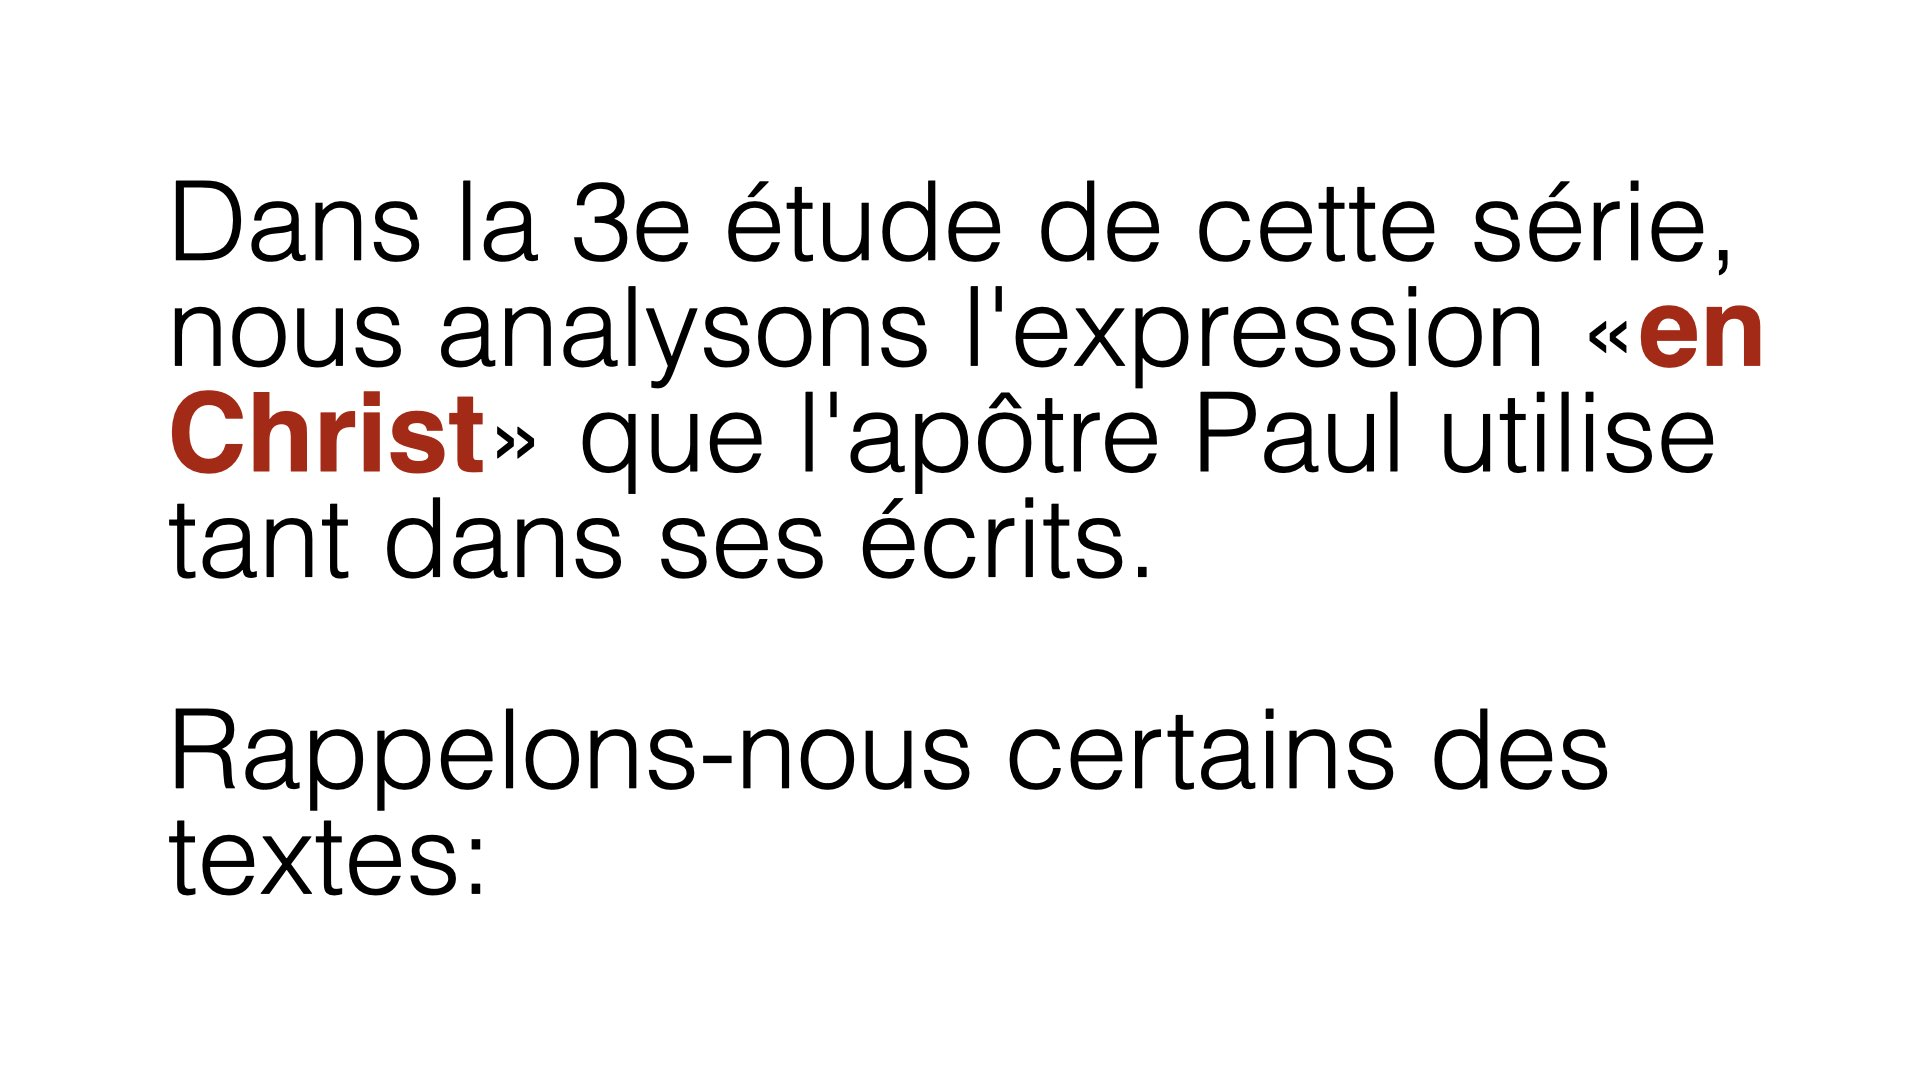 Dans la 3e étude de cette série,
nous analysons l'expression «en
Christ» que l'apôtre Paul utilise
tant dans ses écrits.
Rappelons-nous certains des
textes: